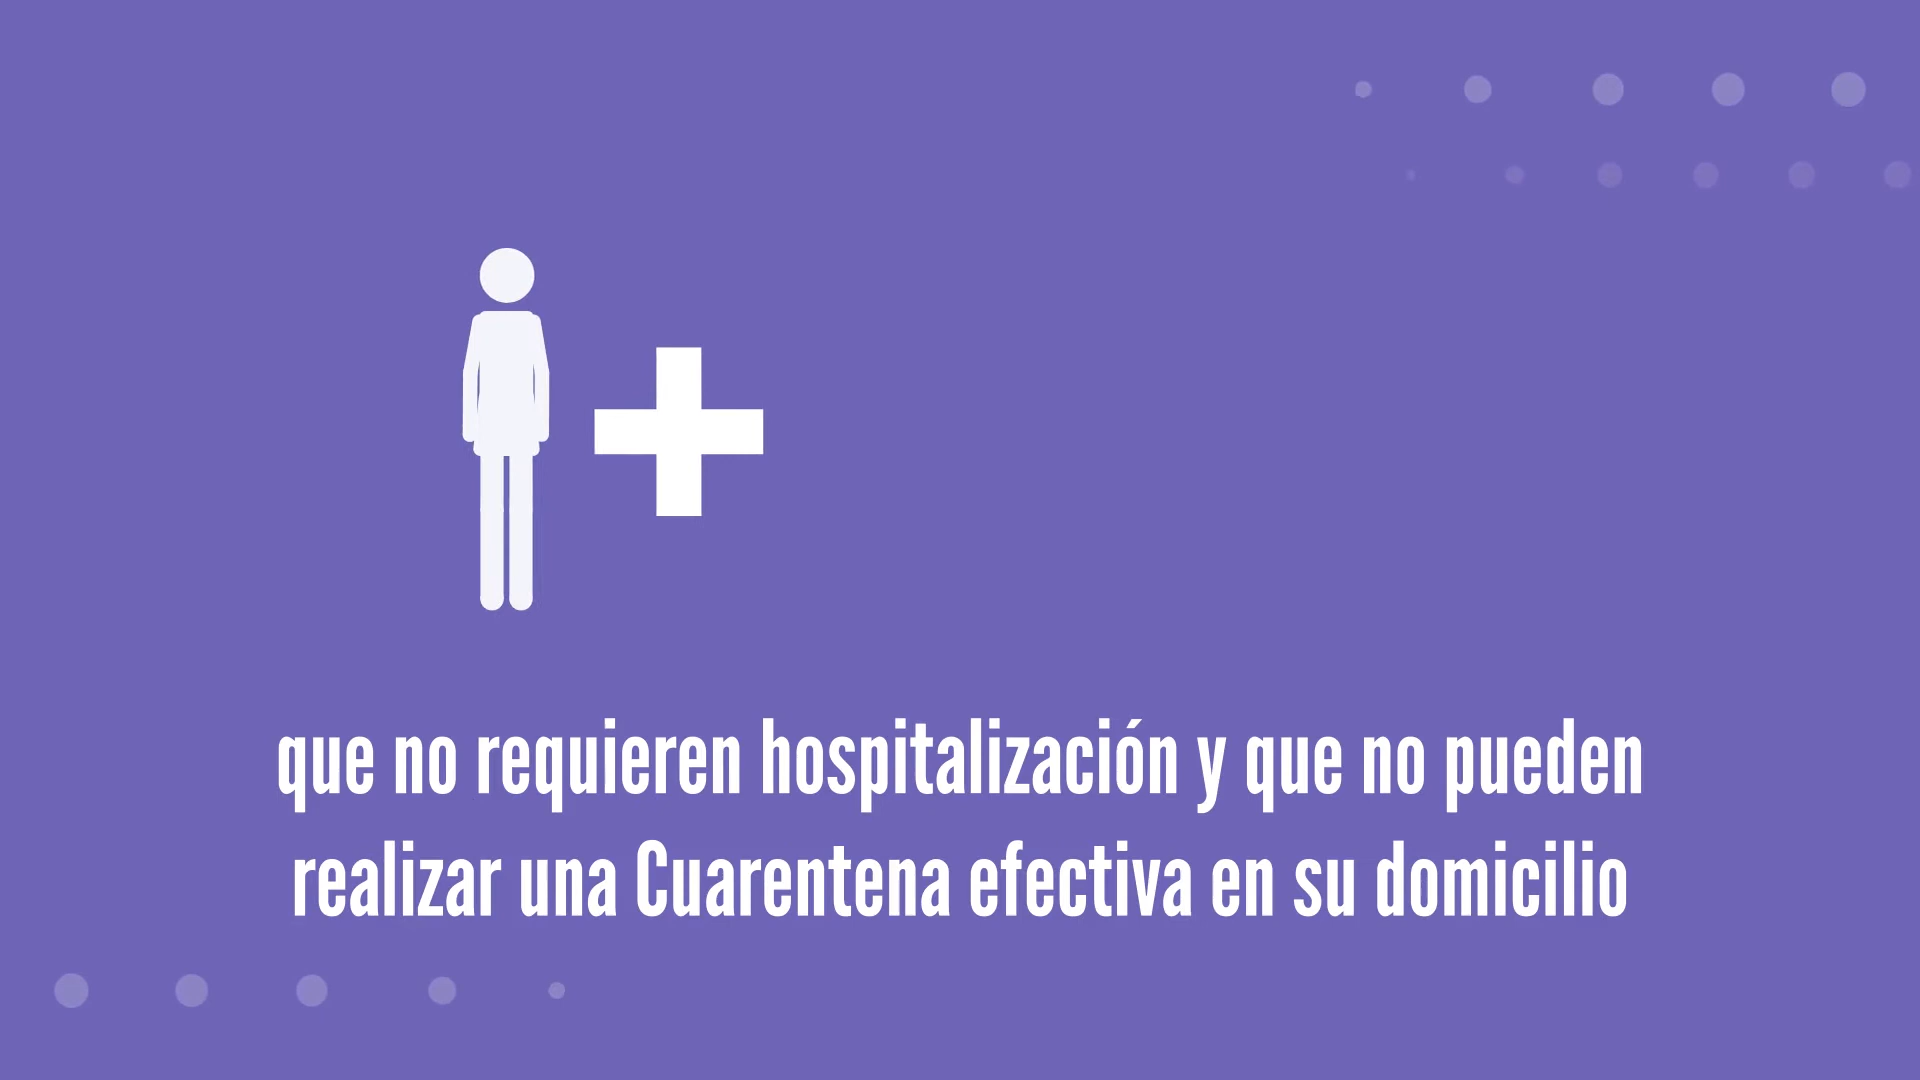 que no requieren hospitalización y que no pueden
realizar una Cuarentena efectiva en su domicilio